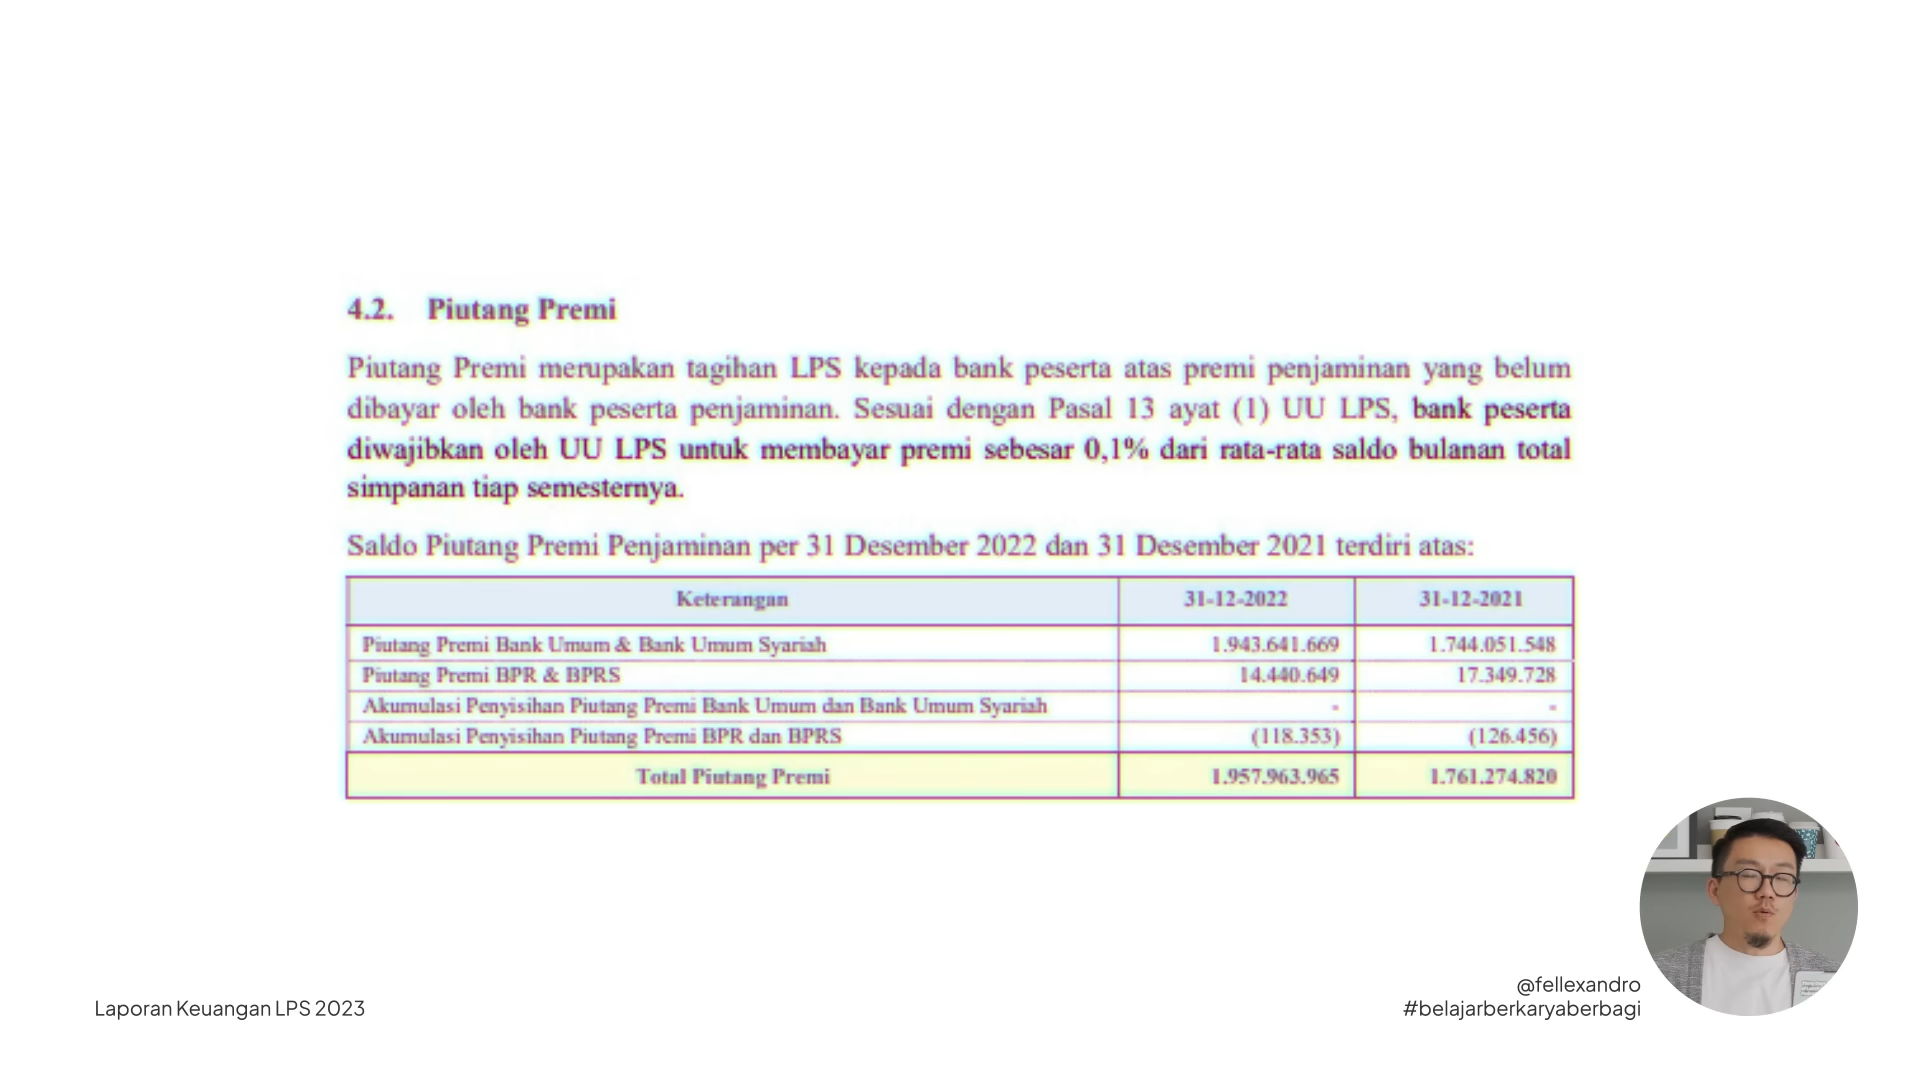 4.2. Piutang Premi
Piutang Premi merupakan tagihan LPS kepada bank peserta atas premi penjaminan yang belum
dibayar oleh bank peserta penjaminan. Sesuai dengan Pasal 13 ayat (1) UU LPS, bank peserta
diwajibkan oleh UU LPS untuk membayar premi sebesar 0,1% dari rata-rata saldo bulanan total
simpanan tiap semesternya.
Saldo Piutang Premi Penjaminan per 31 Desember 2022 dan 31 Desember 2021 terdiri atas:
Keterangan 31-12-2022 31-12-2021
Piutang Premi Bank Umum & Bank Umum Syariah 1.943.641.669 1.744.051.548
Piutang Premi BPR & BPRS 14.440.649 17.349.728
Akumulasi Penyisihan Piutang Premi Bank Umum dan Bank Umum Syariah - -
Akumulasi Penyisihan Piutang Premi BPR dan BPRS (118.353) (126.456)
Total Piutang Premi 1.957.963.965 1.761.274.820
@fellexandro
Laporan Keuangan LPS 2023 #belajarberkaryaberbagi